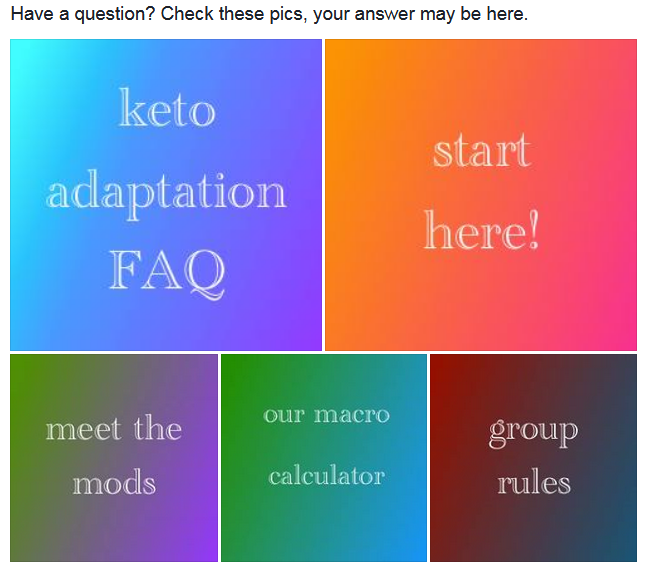 Have a question? Check these pics, your answer may be here.
keto
adaptation
FAQ
start
here!
meet the
mods
our macro
calculator
group
rules